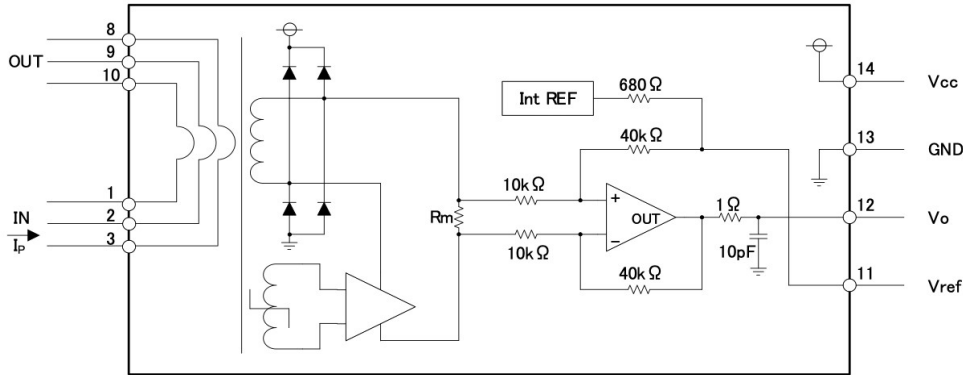 8
OUT
9
10
1
IN
2
I_P
3
Int REF
680Ω
40kΩ
10kΩ
Rm
10kΩ
+
OUT
−
40kΩ
1Ω
10pF
14
Vcc
13
GND
12
Vo
11
Vref